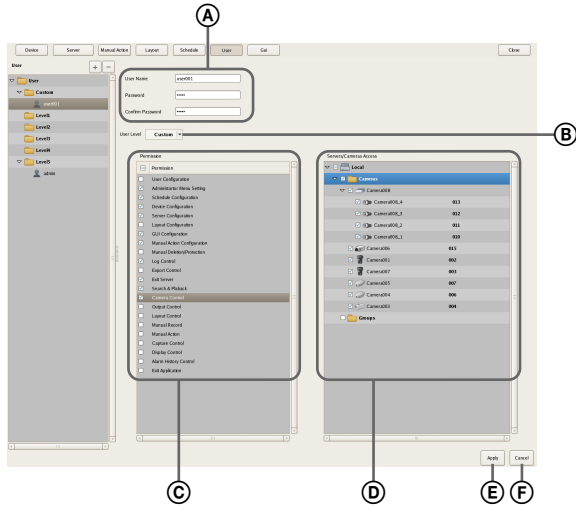 A
Device Server Manual Action Layout Schedule User Gui Close
User + −
User
Custom
user001
Level1
Level2
Level3
Level4
Level5
admin
User Name user001
Password *****
Confirm Password *****
User Level Custom
B
Permission
Permission
User Configuration
Administartor Menu Setting
Schedule Configuration
Device Configuration
Server Configuration
Layout Configuration
GUI Configuration
Manual Action Configuration
Manual Deletion/Protection
Log Control
Export Control
Exit Server
Search & Plaback
Camera Control
Output Control
Layout Control
Manual Record
Manual Action
Capture Control
Display Control
Alarm History Control
Exit Application
Servers/Cameras Access
Local
Cameras
Camera008
Camera008_4 013
Camera008_3 012
Camera008_2 011
Camera008_1 010
Camera006 015
Camera001 002
Camera007 003
Camera005 007
Camera004 006
Camera003 004
Groups
Apply Cancel
C D E F